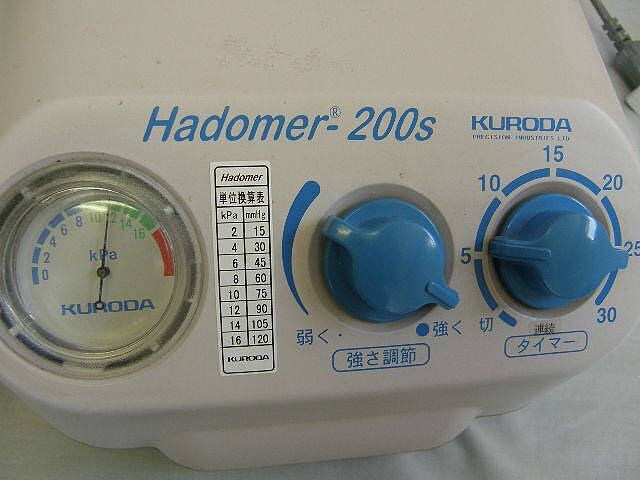 Hadomer-® 200s
KURODA
PRECISION INDUSTRIES LTD
0 2 4 6 8 10 12 14 16
kPa
KURODA
Hadomer
単位換算表
kPa mmHg
2 15
4 30
6 45
8 60
10 75
12 90
14 105
16 120
KURODA
弱く 強く
強さ調節
切 5 10 15 20 25 30
連続
タイマー